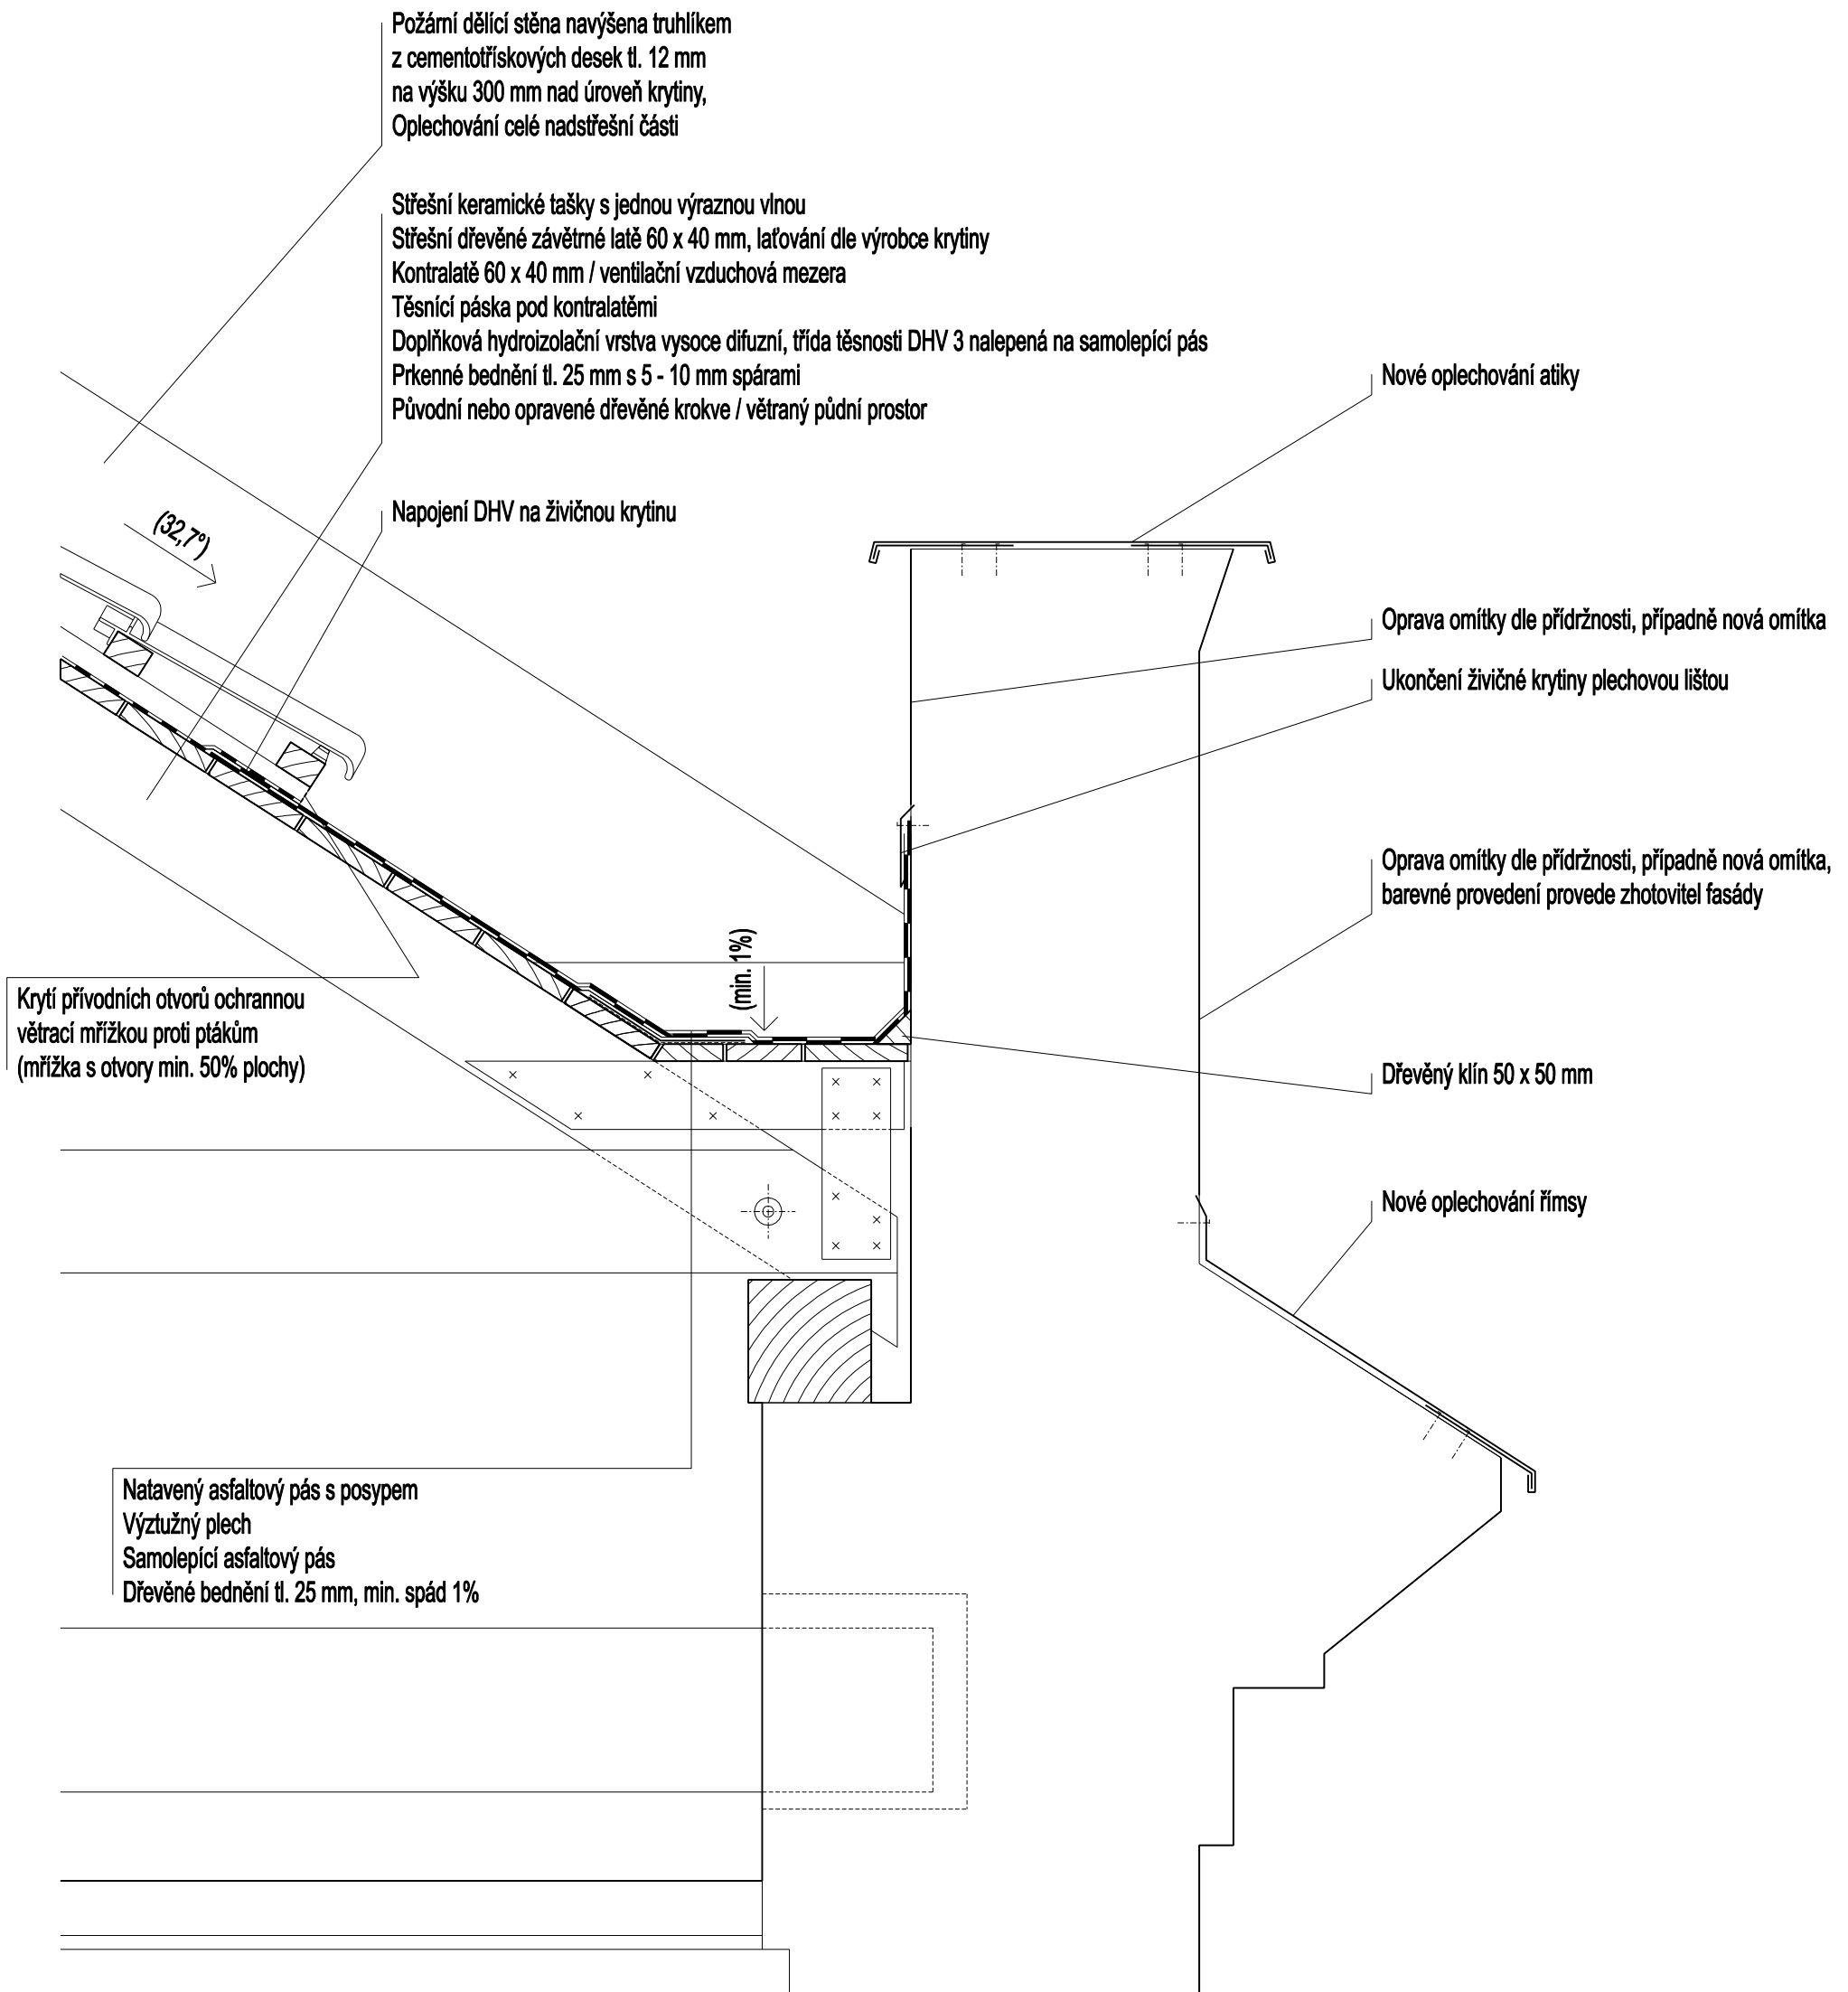 Požární dělící stěna navýšena truhlíkem
z cementotřískových desek tl. 12 mm
na výšku 300 mm nad úroveň krytiny,
Oplechování celé nadstřešní části
Střešní keramické tašky s jednou výraznou vlnou
Střešní dřevěné závětrné latě 60 x 40 mm, laťování dle výrobce krytiny
Kontralatě 60 x 40 mm / ventilační vzduchová mezera
Těsnící páska pod kontralatěmi
Doplňková hydroizolační vrstva vysoce difuzní, třída těsnosti DHV 3 nalepená na samolepící pás
Prkenné bednění tl. 25 mm s 5 - 10 mm spárami
Původní nebo opravené dřevěné krokve / větraný půdní prostor
Nové oplechování atiky
Napojení DHV na živičnou krytinu
(32,7°)
Oprava omítky dle přídržnosti, případně nová omítka
Ukončení živičné krytiny plechovou lištou
Oprava omítky dle přídržnosti, případně nová omítka,
barevné provedení provede zhotovitel fasády
(min. 1%)
Krytí přívodních otvorů ochrannou
větrací mřížkou proti ptákům
(mřížka s otvory min. 50% plochy)
Dřevěný klín 50 x 50 mm
Nové oplechování římsy
Natavený asfaltový pás s posypem
Výztužný plech
Samolepící asfaltový pás
Dřevěné bednění tl. 25 mm, min. spád 1%